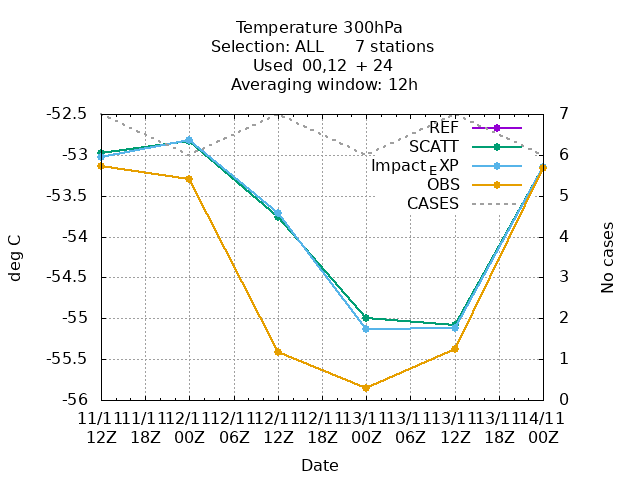 Temperature 300hPa
Selection: ALL 7 stations
Used 00,12 + 24
Averaging window: 12h
-52.5
-53
-53.5
-54
-54.5
-55
-55.5
-56
deg C
7
6
5
4
3
2
1
0
No cases
REF
SCATT
Impact_EXP
OBS
CASES
11/11 11/11 12/11 12/11 12/11 12/11 13/11 13/11 13/11 13/11 14/11
12Z 18Z 00Z 06Z 12Z 18Z 00Z 06Z 12Z 18Z 00Z
Date